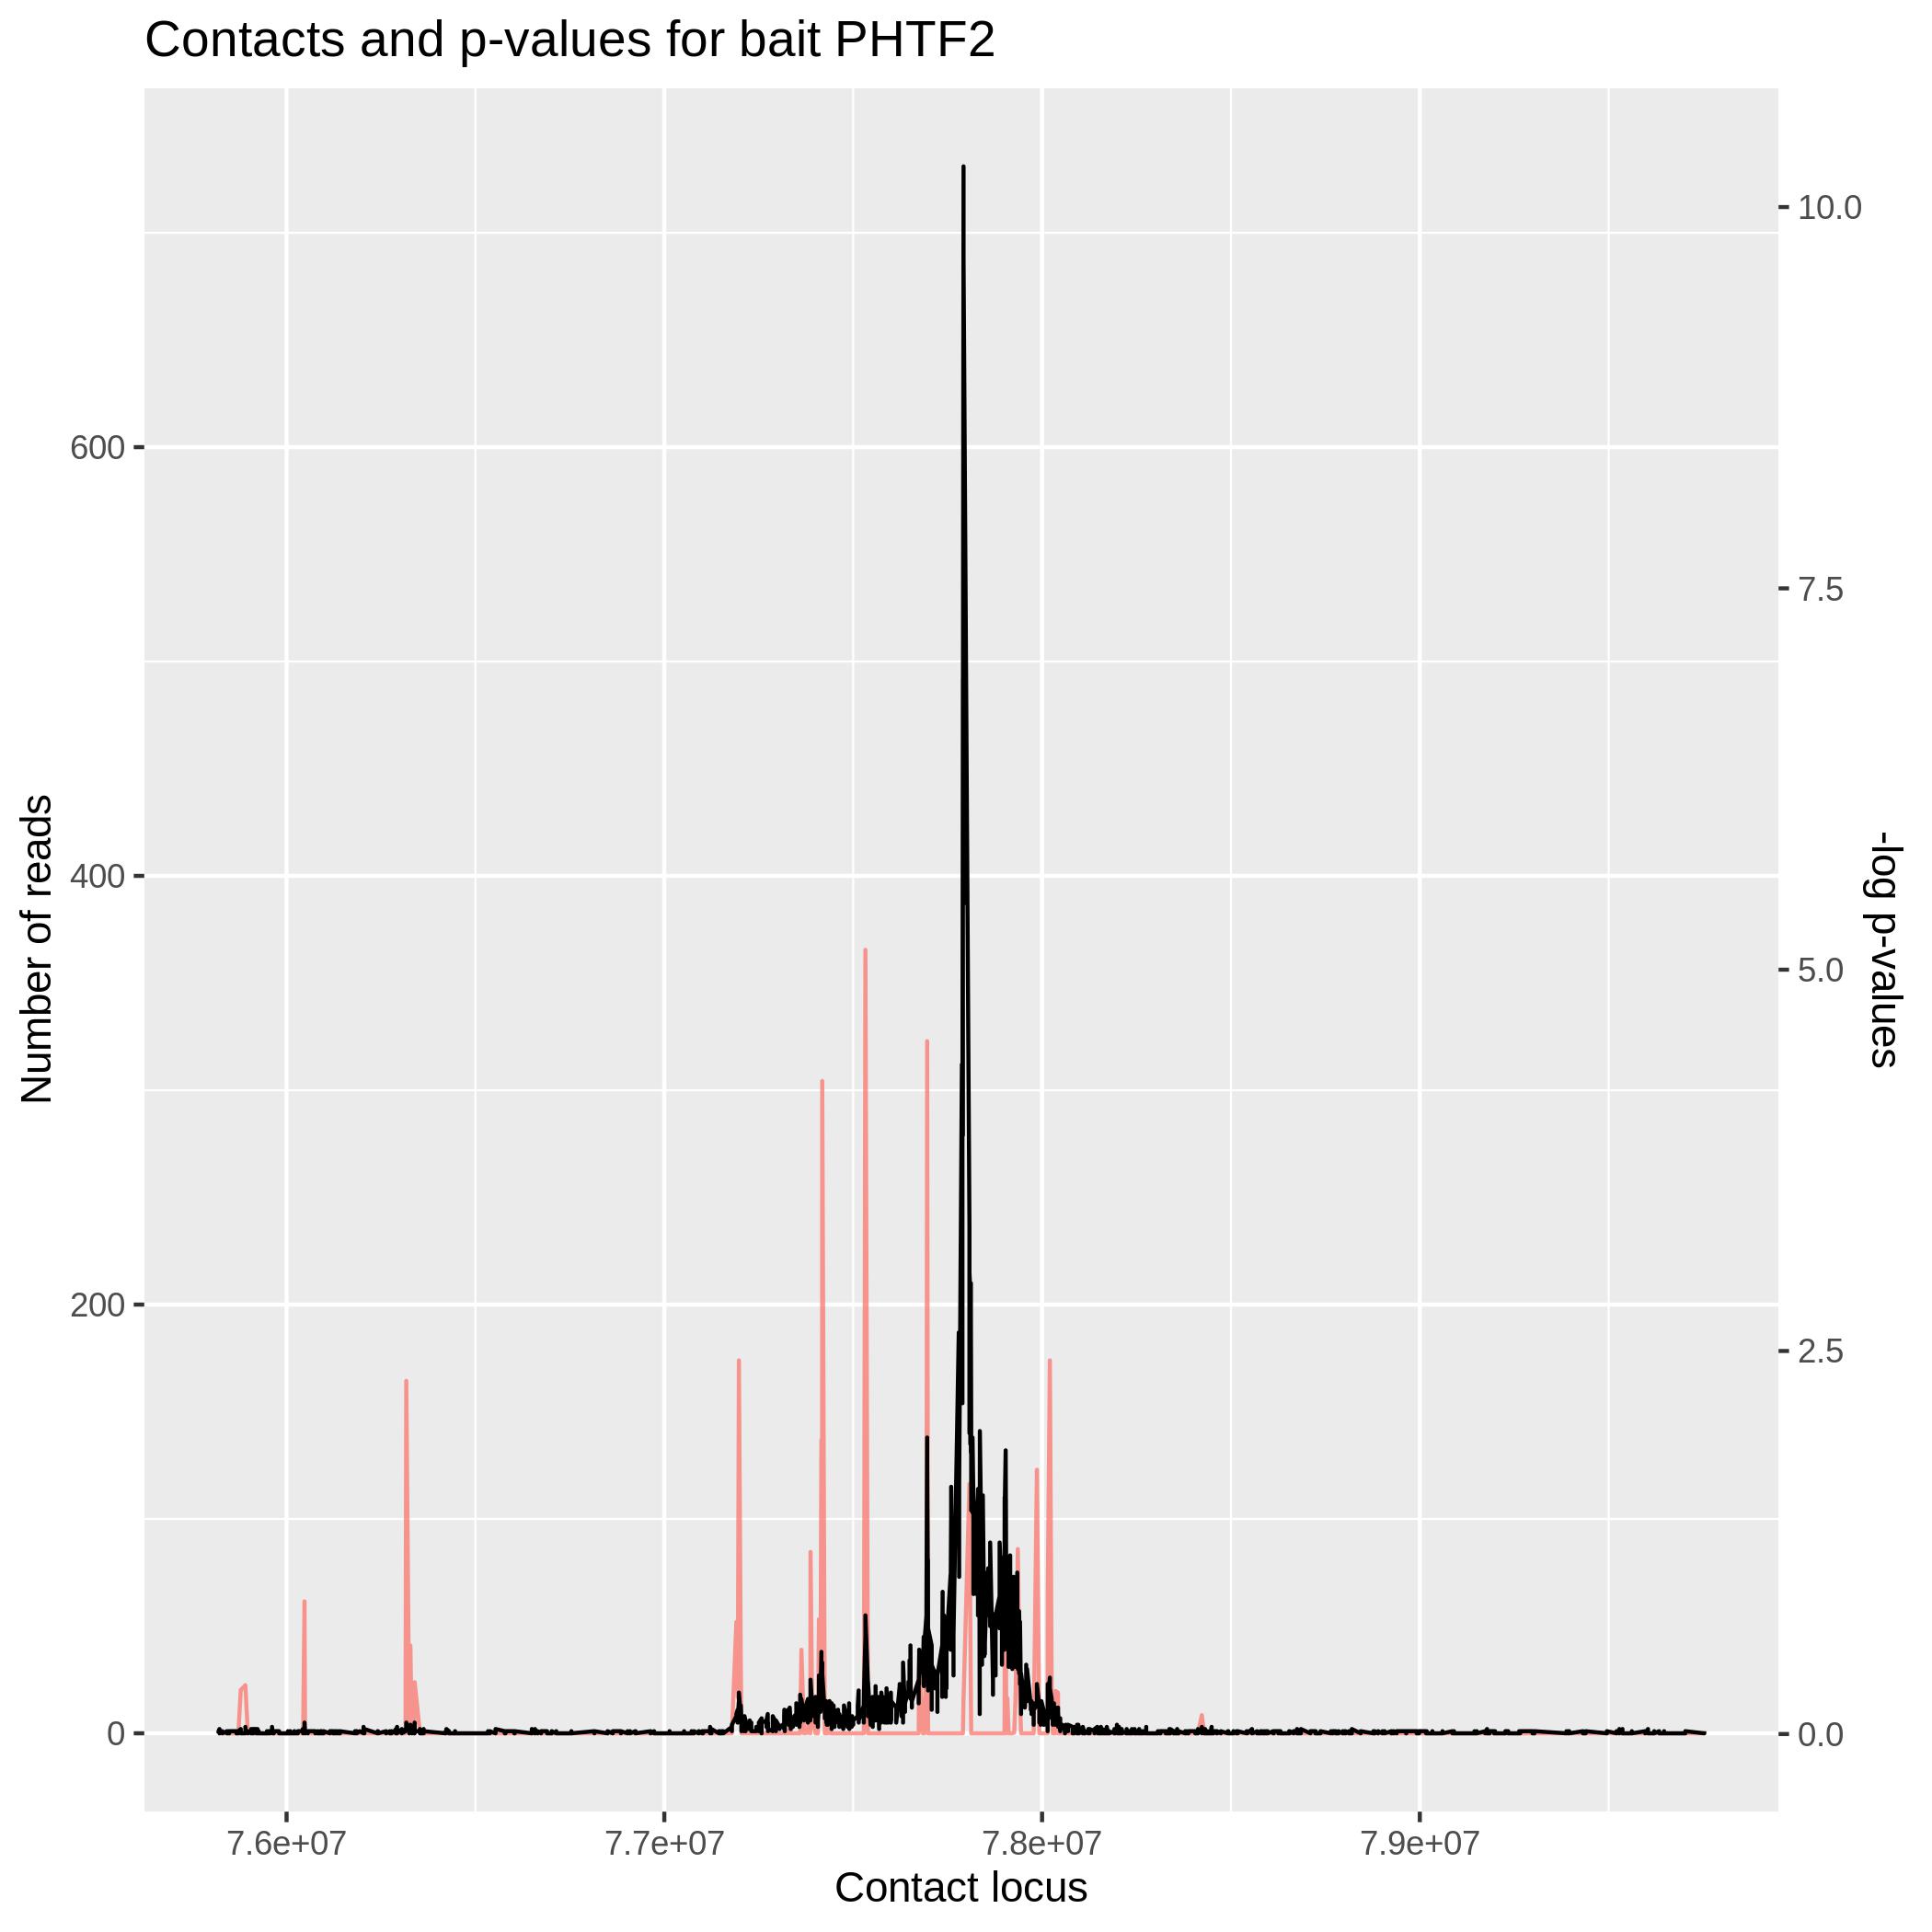 Contacts and p-values for bait PHTF2
Number of reads
600
400
200
0
10.0
7.5
5.0
2.5
0.0
-log p-values
7.6e+07
7.7e+07
7.8e+07
7.9e+07
Contact locus